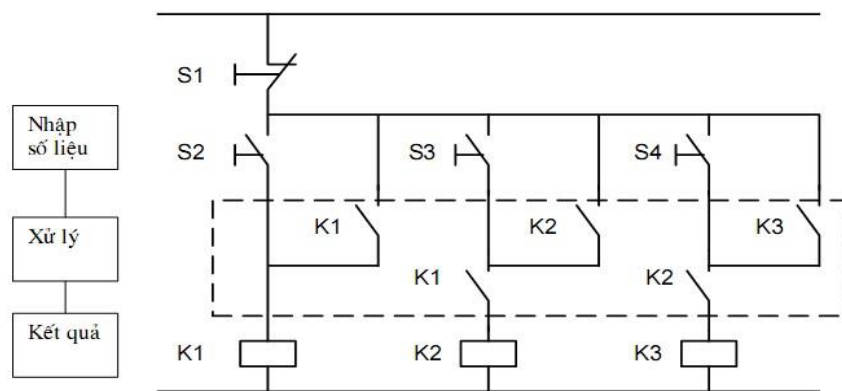 S1
Nhập
số liệu
S2
S3
S4
Xử lý
K1
K2
K3
K1
K2
Kết quả
K1
K2
K3